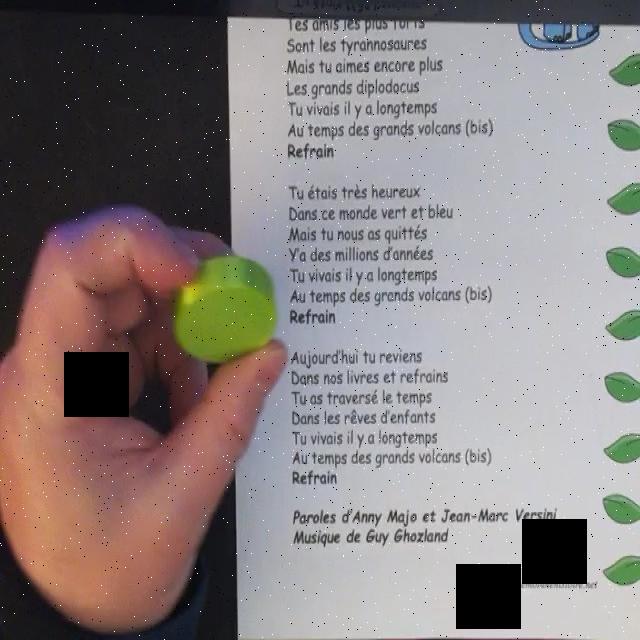 Tes amis les plus forts
Sont les tyrannosaures
Mais tu aimes encore plus
Les grands diplodocus
Tu vivais il y a longtemps
Au temps des grands volcans (bis)
Refrain
Tu étais très heureux
Dans ce monde vert et bleu
Mais tu nous as quittés
Y'a des millions d'années
Tu vivais il y a longtemps
Au temps des grands volcans (bis)
Refrain
Aujourd'hui tu reviens
Dans nos livres et refrains
Tu as traversé le temps
Dans les rêves d'enfants
Tu vivais il y a longtemps
Au temps des grands volcans (bis)
Refrain
Paroles d'Anny Majo et Jean-Marc Versini
Musique de Guy Ghozland